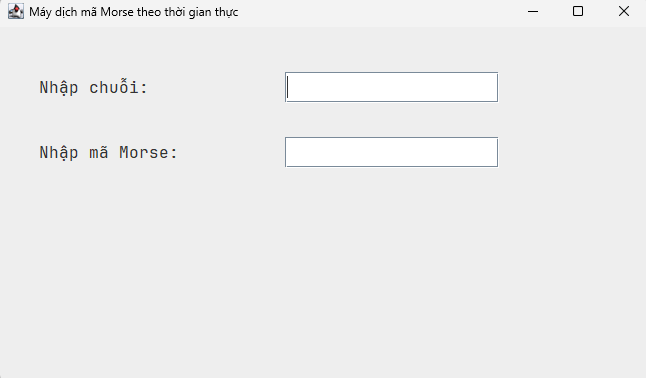 Máy dịch mã Morse theo thời gian thực
Nhập chuỗi:
Nhập mã Morse: